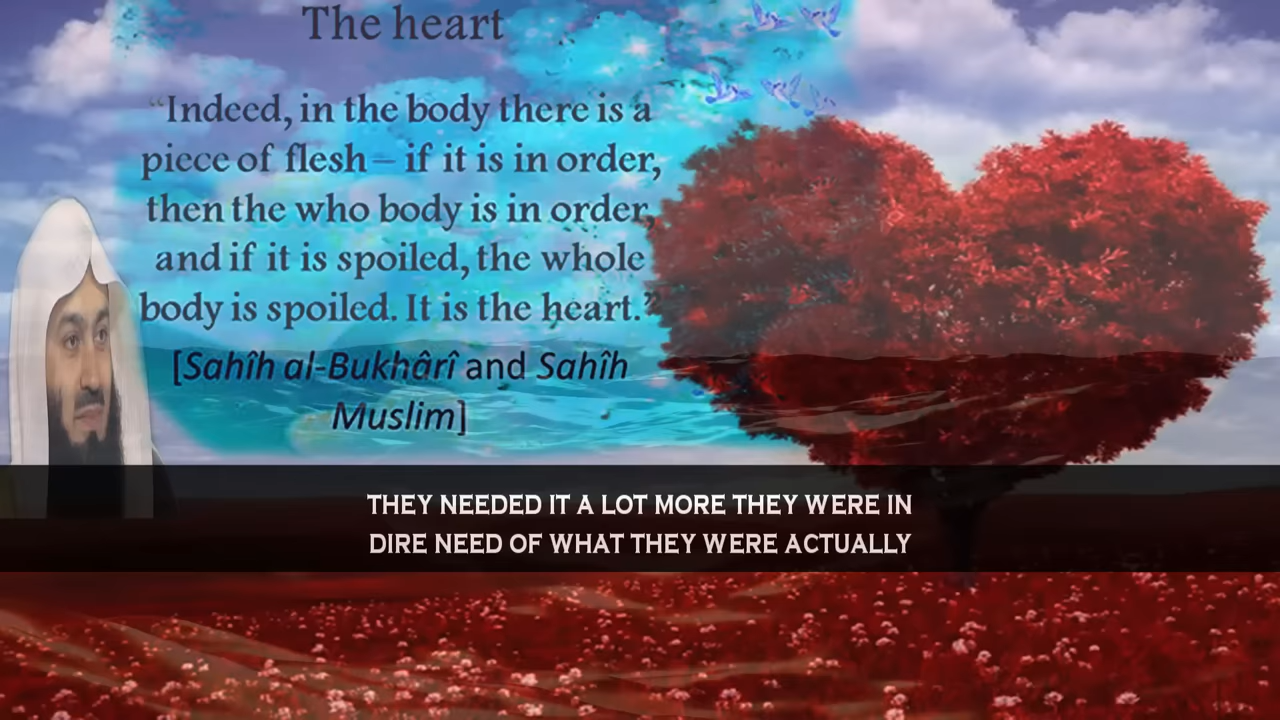 The heart
“Indeed, in the body there is a
piece of flesh – if it is in order,
then the who body is in order,
and if it is spoiled, the whole
body is spoiled. It is the heart.”
[Sahîh al-Bukhârî and Sahîh
Muslim]
THEY NEEDED IT A LOT MORE THEY WERE IN
DIRE NEED OF WHAT THEY WERE ACTUALLY